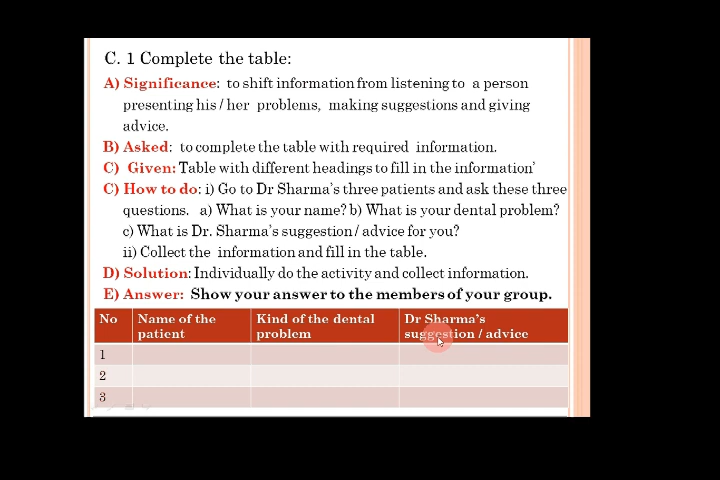 C. 1 Complete the table:
A) Significance: to shift information from listening to a person
presenting his / her problems, making suggestions and giving
advice.
B) Asked: to complete the table with required information.
C) Given: Table with different headings to fill in the information'
C) How to do: i) Go to Dr Sharma's three patients and ask these three
questions. a) What is your name? b) What is your dental problem?
c) What is Dr. Sharma's suggestion / advice for you?
ii) Collect the information and fill in the table.
D) Solution: Individually do the activity and collect information.
E) Answer: Show your answer to the members of your group.
No Name of the patient Kind of the dental problem Dr Sharma's suggestion / advice
1
2
3